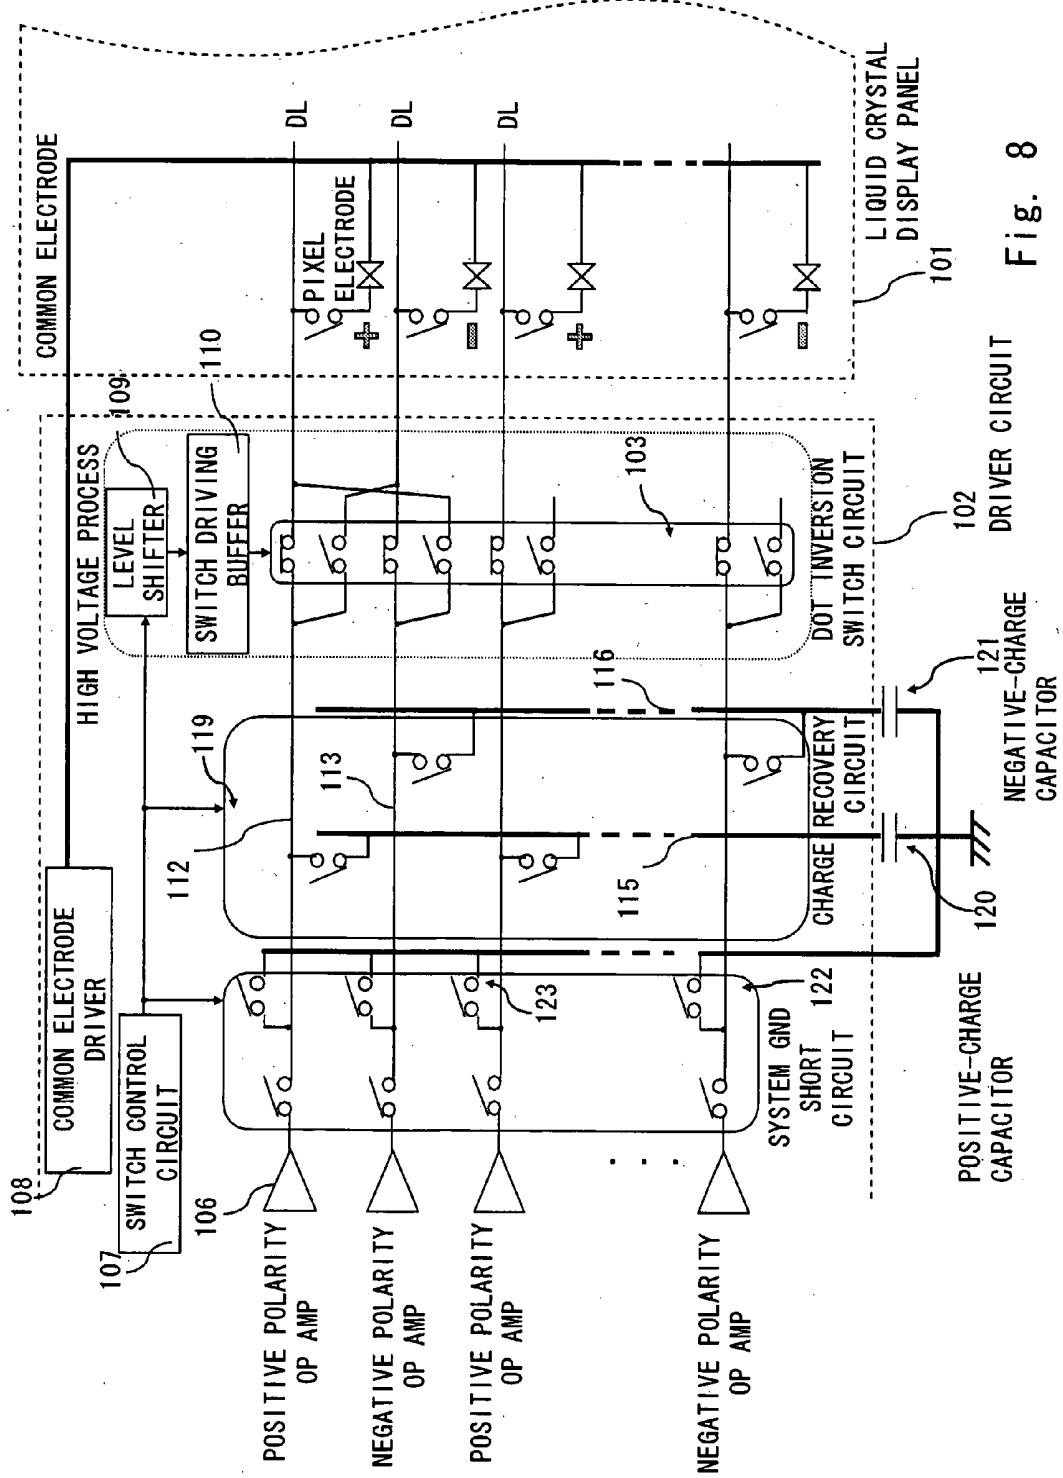 COMMON ELECTRODE
DL
DL
DL
PIXEL
ELECTRODE
+
-
+
-
LIQUID CRYSTAL
DISPLAY PANEL
101
Fig. 8
HIGH VOLTAGE PROCESS
109
110
LEVEL
SHIFTER
SWITCH DRIVING
BUFFER
103
DOT INVERSION
SWITCH CIRCUIT
102
DRIVER CIRCUIT
119
112
113
116
115
CHARGE RECOVERY
CIRCUIT
121
NEGATIVE-CHARGE
CAPACITOR
120
POSITIVE-CHARGE
CAPACITOR
COMMON ELECTRODE
DRIVER
108
SWITCH CONTROL
CIRCUIT
107
123
122
SYSTEM GND
SHORT
CIRCUIT
106
POSITIVE POLARITY
OP AMP
NEGATIVE POLARITY
OP AMP
POSITIVE POLARITY
OP AMP
. . .
NEGATIVE POLARITY
OP AMP